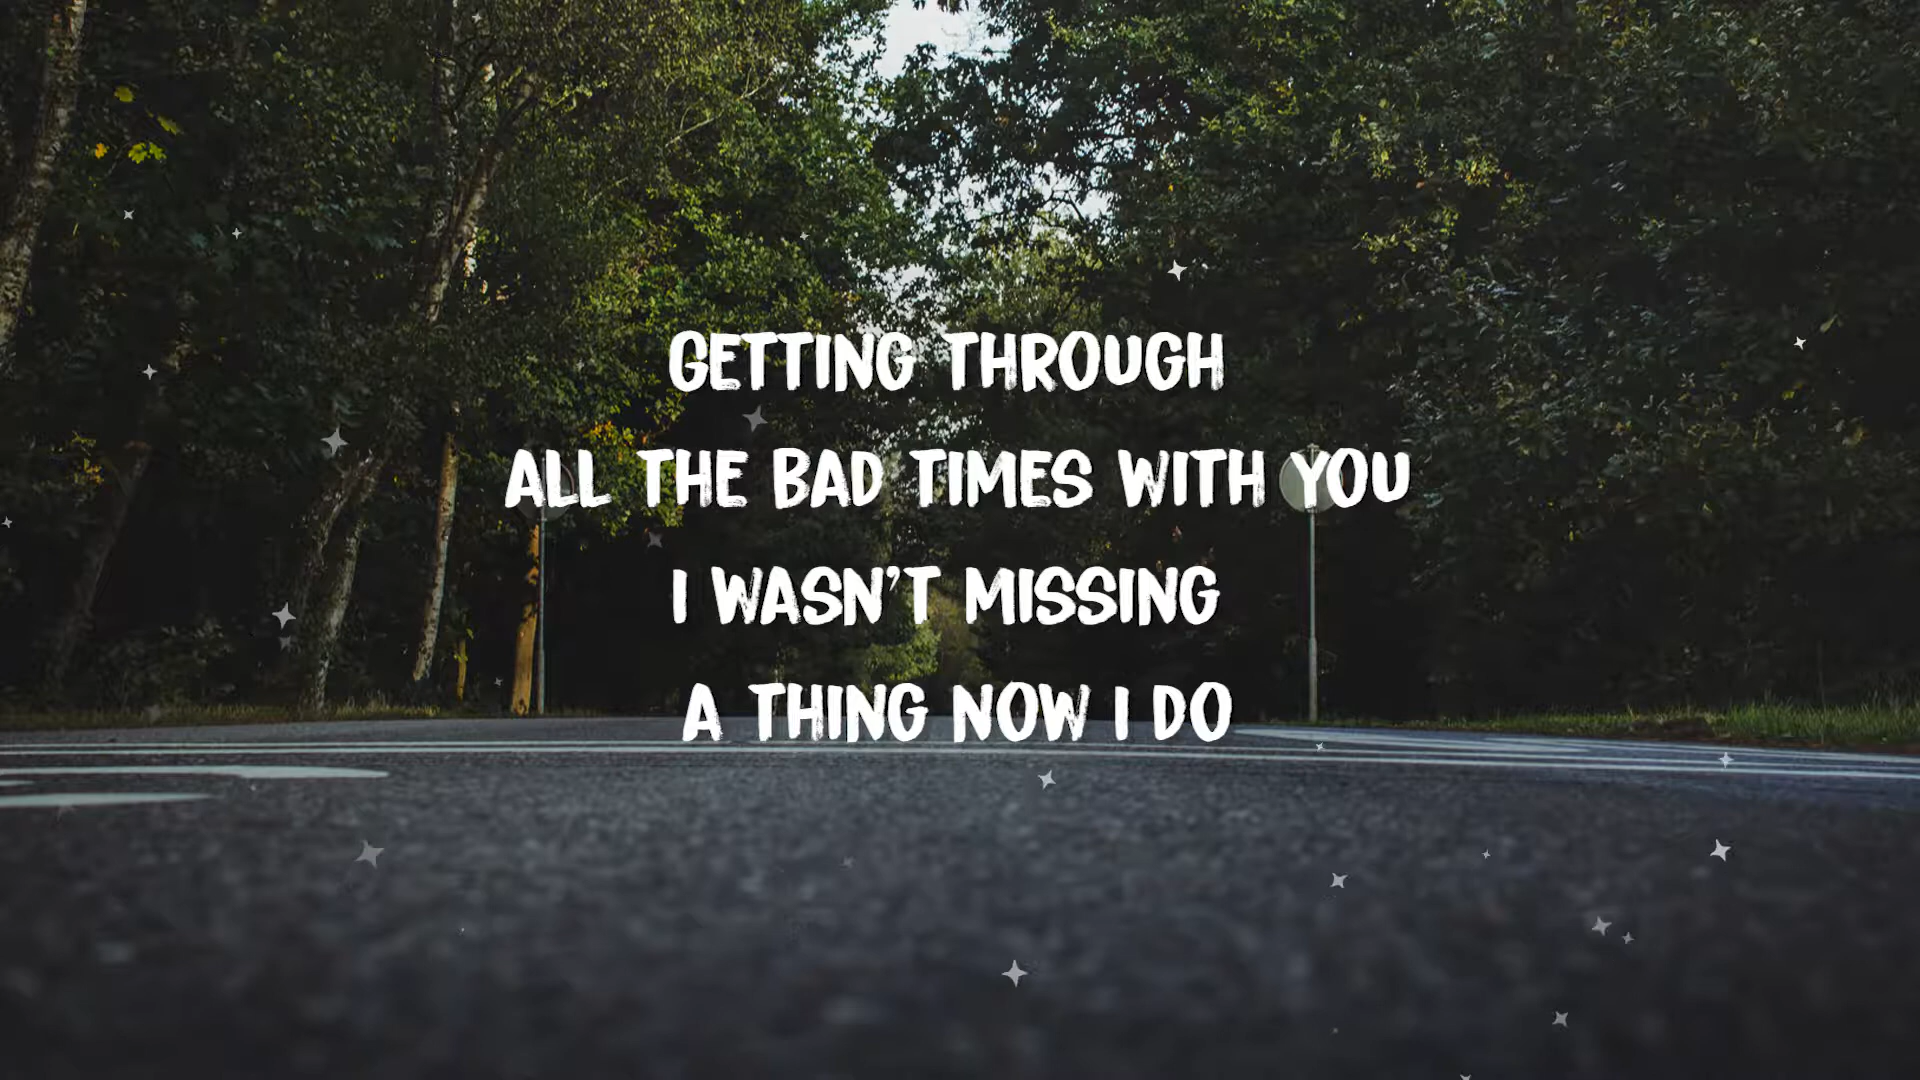 GETTING THROUGH
ALL THE BAD TIMES WITH YOU
I WASN'T MISSING
A THING NOW I DO